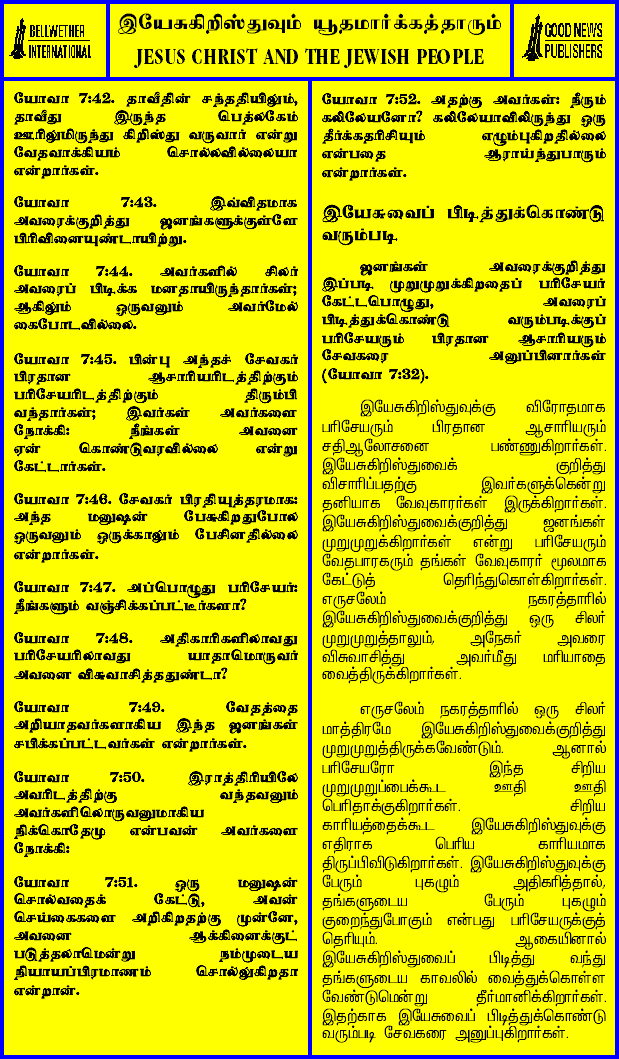 BELLWETHER
INTERNATIONAL
இயேசுகிறிஸ்துவும் யூதமார்க்கத்தாரும்
JESUS CHRIST AND THE JEWISH PEOPLE
GOOD NEWS
PUBLISHERS
யோவா 7:42. தாவீதின் சந்ததியிலும்,
தாவீது இருந்த பெத்லகேம்
ஊரிலுமிருந்து கிறிஸ்து வருவார் என்று
வேதவாக்கியம் சொல்லவில்லையா
என்றார்கள்.
யோவா 7:43. இவ்விதமாக
அவரைக்குறித்து ஜனங்களுக்குள்ளே
பிரிவினையுண்டாயிற்று.
யோவா 7:44. அவர்களில் சிலர்
அவரைப் பிடிக்க மனதாயிருந்தார்கள்;
ஆகிலும் ஒருவனும் அவர்மேல்
கைபோடவில்லை.
யோவா 7:45. பின்பு அந்தச் சேவகர்
பிரதான ஆசாரியரிடத்திற்கும்
பரிசேயரிடத்திற்கும் திரும்பி
வந்தார்கள்; இவர்கள் அவர்களை
நோக்கி: நீங்கள் அவனை
ஏன் கொண்டுவரவில்லை என்று
கேட்டார்கள்.
யோவா 7:46. சேவகர் பிரதியுத்தரமாக:
அந்த மனுஷன் பேசுகிறதுபோல
ஒருவனும் ஒருக்காலும் பேசினதில்லை
என்றார்கள்.
யோவா 7:47. அப்பொழுது பரிசேயர்:
நீங்களும் வஞ்சிக்கப்பட்டீர்களா?
யோவா 7:48. அதிகாரிகளிலாவது
பரிசேயரிலாவது யாதாமொருவர்
அவனை விசுவாசித்ததுண்டா?
யோவா 7:49. வேதத்தை
அறியாதவர்களாகிய இந்த ஜனங்கள்
சபிக்கப்பட்டவர்கள் என்றார்கள்.
யோவா 7:50. இராத்திரியிலே
அவரிடத்திற்கு வந்தவனும்
அவர்களிலொருவனுமாகிய
நிக்கொதேமு என்பவன் அவர்களை
நோக்கி:
யோவா 7:51. ஒரு மனுஷன்
சொல்வதைக் கேட்டு, அவன்
செய்கைகளை அறிகிறதற்கு முன்னே,
அவனை ஆக்கினைக்குட்
படுத்தலாமென்று நம்முடைய
நியாயப்பிரமாணம் சொல்லுகிறதா
என்றான்.
யோவா 7:52. அதற்கு அவர்கள்: நீரும்
கலிலேயனோ? கலிலேயாவிலிருந்து ஒரு
தீர்க்கதரிசியும் எழும்புகிறதில்லை
என்பதை ஆராய்ந்துபாரும்
என்றார்கள்.
இயேசுவைப் பிடித்துக்கொண்டு
வரும்படி
ஜனங்கள் அவரைக்குறித்து
இப்படி முறுமுறுக்கிறதைப் பரிசேயர்
கேட்டபொழுது, அவரைப்
பிடித்துக்கொண்டு வரும்படிக்குப்
பரிசேயரும் பிரதான ஆசாரியரும்
சேவகரை அனுப்பினார்கள்
(யோவா 7:32).
இயேசுகிறிஸ்துவுக்கு விரோதமாக
பரிசேயரும் பிரதான ஆசாரியரும்
சதிஆலோசனை பண்ணுகிறார்கள்.
இயேசுகிறிஸ்துவைக் குறித்து
விசாரிப்பதற்கு இவர்களுக்கென்று
தனியாக வேவுகாரர்கள் இருக்கிறார்கள்.
இயேசுகிறிஸ்துவைக்குறித்து ஜனங்கள்
முறுமுறுக்கிறார்கள் என்று பரிசேயரும்
வேதபாரகரும் தங்கள் வேவுகாரர் மூலமாக
கேட்டுத் தெரிந்துகொள்கிறார்கள்.
எருசலேம் நகரத்தாரில்
இயேசுகிறிஸ்துவைக்குறித்து ஒரு சிலர்
முறுமுறுத்தாலும், அநேகர் அவரை
விசுவாசித்து அவர்மீது மரியாதை
வைத்திருக்கிறார்கள்.
எருசலேம் நகரத்தாரில் ஒரு சிலர்
மாத்திரமே இயேசுகிறிஸ்துவைக்குறித்து
முறுமுறுத்திருக்கவேண்டும். ஆனால்
பரிசேயரோ இந்த சிறிய
முறுமுறுப்பைக்கூட ஊதி ஊதி
பெரிதாக்குகிறார்கள். சிறிய
காரியத்தைக்கூட இயேசுகிறிஸ்துவுக்கு
எதிராக பெரிய காரியமாக
திருப்பிவிடுகிறார்கள். இயேசுகிறிஸ்துவுக்கு
பேரும் புகழும் அதிகரித்தால்,
தங்களுடைய பேரும் புகழும்
குறைந்துபோகும் என்பது பரிசேயருக்குத்
தெரியும். ஆகையினால்
இயேசுகிறிஸ்துவைப் பிடித்து வந்து
தங்களுடைய காவலில் வைத்துக்கொள்ள
வேண்டுமென்று தீர்மானிக்கிறார்கள்.
இதற்காக இயேசுவைப் பிடித்துக்கொண்டு
வரும்படி சேவகரை அனுப்புகிறார்கள்.